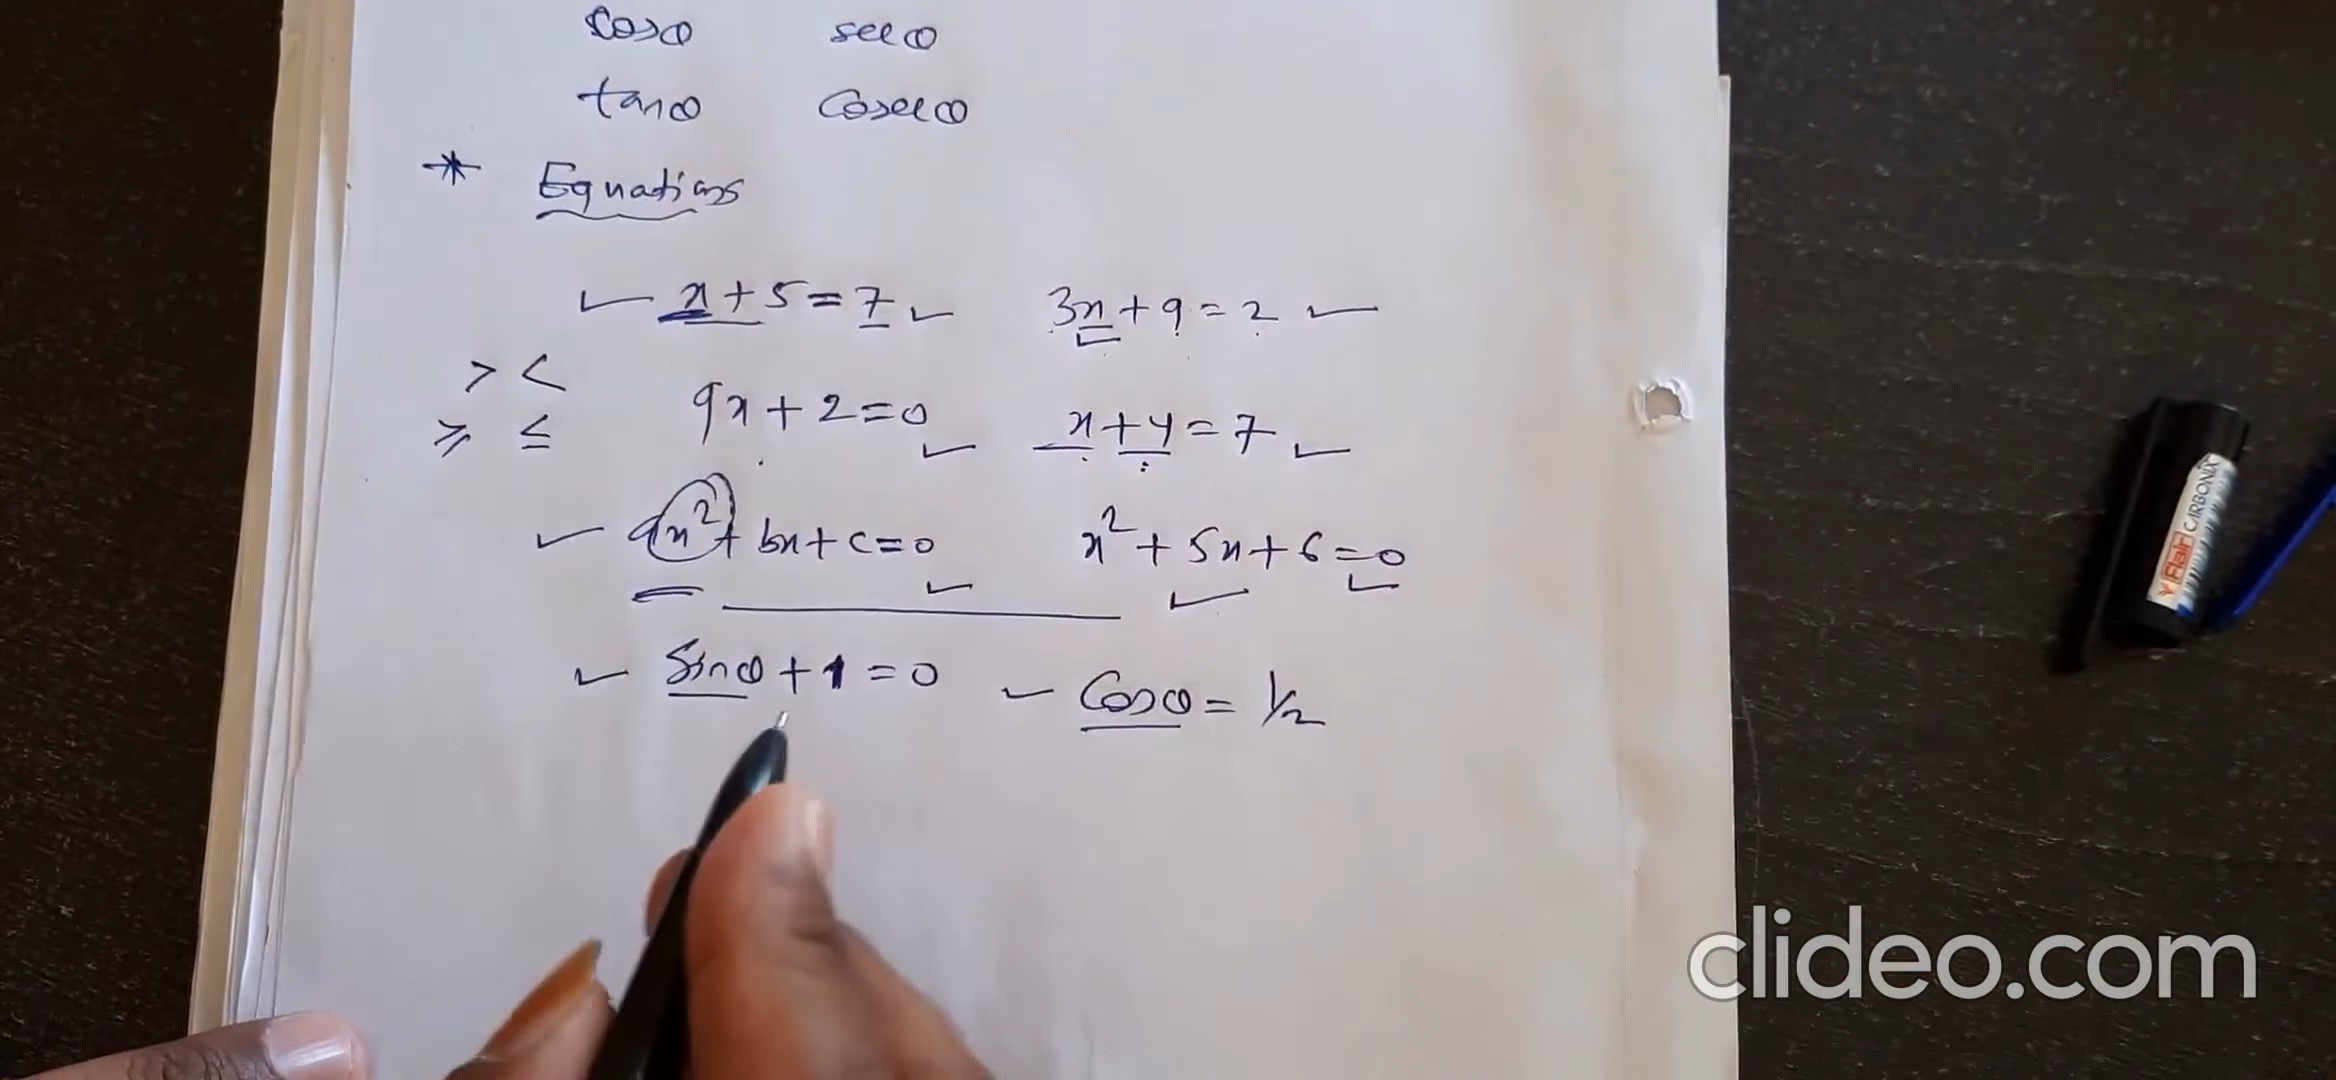 cosθ secθ
tanθ Cosecθ
* Equations
x + 5 = 7 3x + 9 = 2
> <
9x + 2 = 0 x + y = 7
≥ ≤
ax² + bx + c = 0 x² + 5x + 6 = 0
Sinθ + 1 = 0 Cosθ = 1/2
Flair CARBONIX
clideo.com